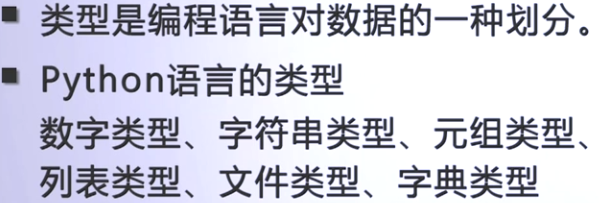 类型是编程语言对数据的一种划分。
Python语言的类型
数字类型、字符串类型、元组类型、
列表类型、文件类型、字典类型